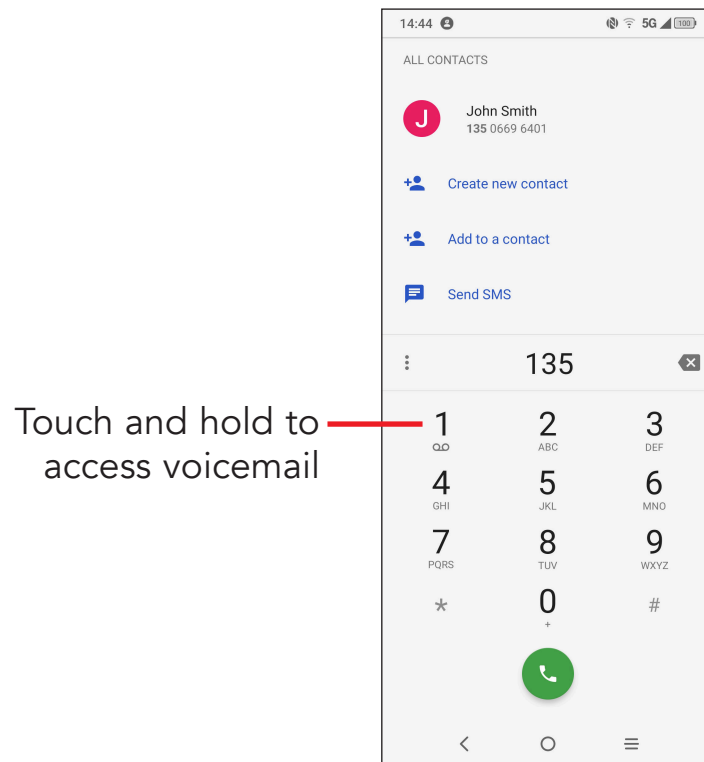 14:44 5G 100
ALL CONTACTS
J John Smith
135 0669 6401
Create new contact
Add to a contact
Send SMS
135
Touch and hold to
access voicemail
1 2 3
ABC DEF
4 5 6
GHI JKL MNO
7 8 9
PQRS TUV WXYZ
* 0 #
+